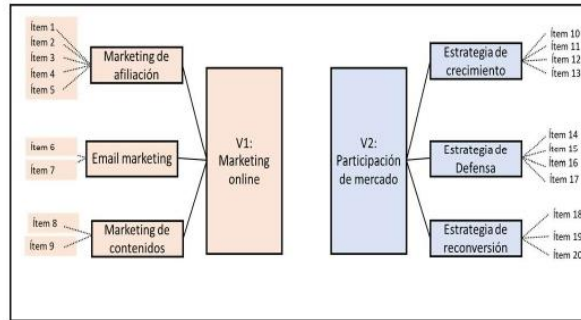 Ítem 1
Ítem 2
Ítem 3
Ítem 4
Ítem 5
Marketing de
afiliación
Ítem 6
Ítem 7
Email marketing
Ítem 8
Ítem 9
Marketing de
contenidos
V1:
Marketing
online
V2:
Participación
de mercado
Estrategia de
crecimiento
Ítem 10
Ítem 11
Ítem 12
Ítem 13
Estrategia de
Defensa
Ítem 14
Ítem 15
Ítem 16
Ítem 17
Estrategia de
reconversión
Ítem 18
Ítem 19
Ítem 20